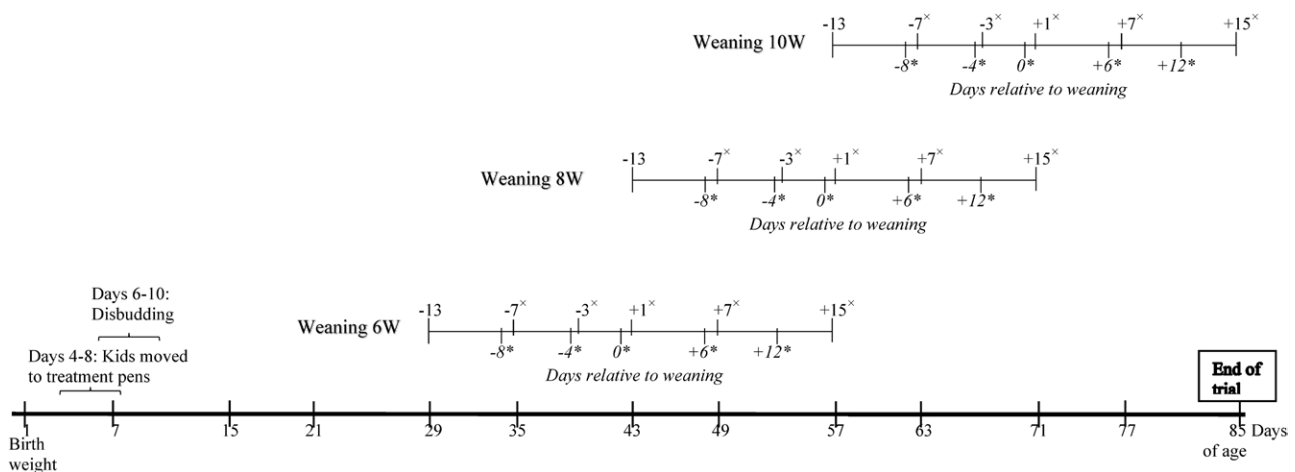 -13 -7× -3× +1× +7× +15×
Weaning 10W
-8* -4* 0* +6* +12*
Days relative to weaning
-13 -7× -3× +1× +7× +15×
Weaning 8W
-8* -4* 0* +6* +12*
Days relative to weaning
Days 6-10:
Disbudding
-13 -7× -3× +1× +7× +15×
Weaning 6W
-8* -4* 0* +6* +12*
Days relative to weaning
Days 4-8: Kids moved
to treatment pens
End of
trial
1 7 15 21 29 35 43 49 57 63 71 77 85 Days
of age
Birth
weight